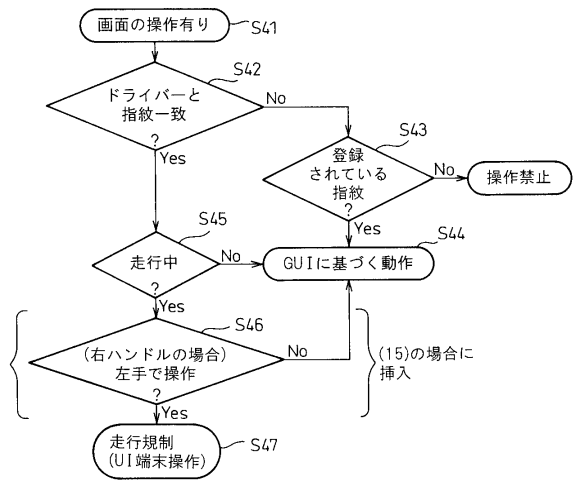 画面の操作有り
S41
S42
ドライバーと
指紋一致
?
No
Yes
S43
登録
されている
指紋
?
No
操作禁止
Yes
S45
走行中
?
No
S44
GUIに基づく動作
Yes
S46
(右ハンドルの場合)
左手で操作
?
No
(15)の場合に
挿入
Yes
走行規制
(UI端末操作)
S47